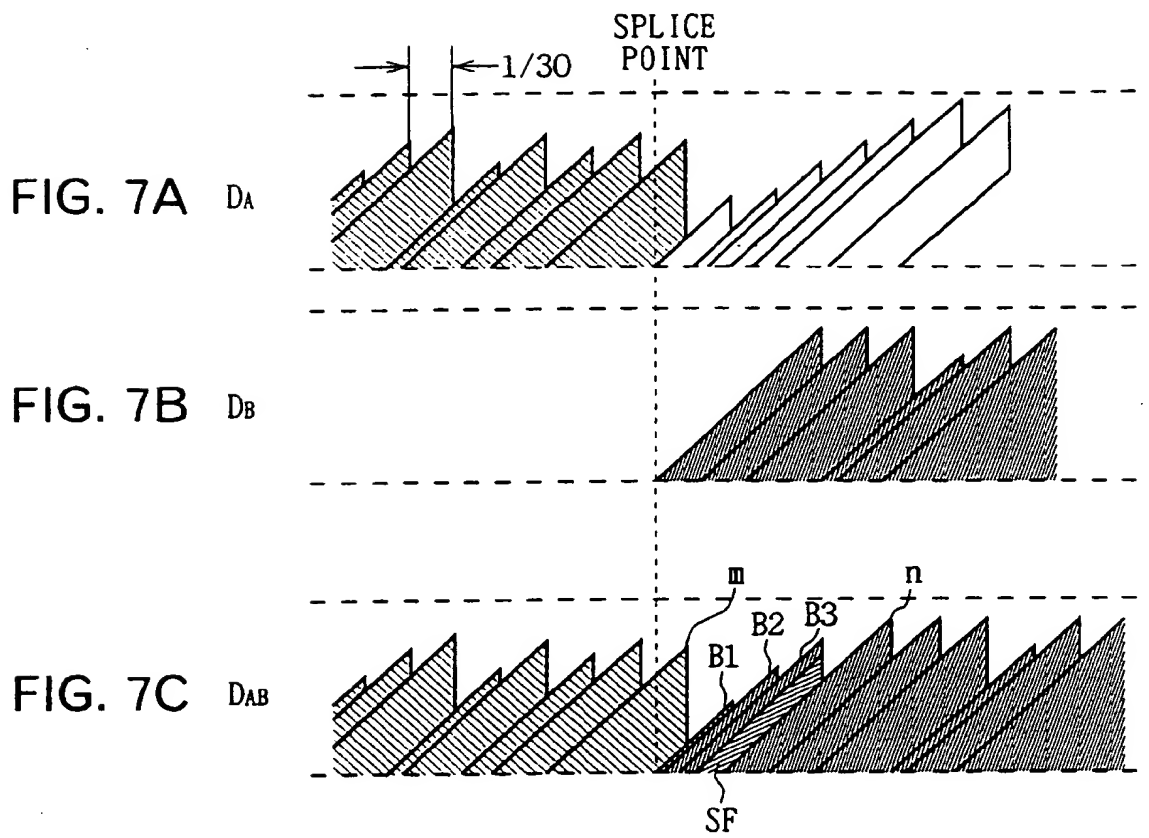 SPLICE
POINT
1/30
FIG. 7A DA
FIG. 7B DB
m
n
B1
B2
B3
FIG. 7C DAB
SF